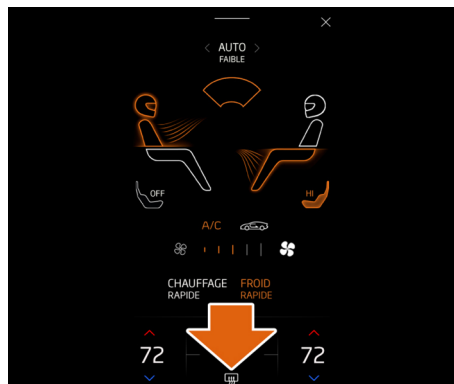 AUTO
FAIBLE
OFF
HI
A/C
CHAUFFAGE FROID
RAPIDE RAPIDE
72 72